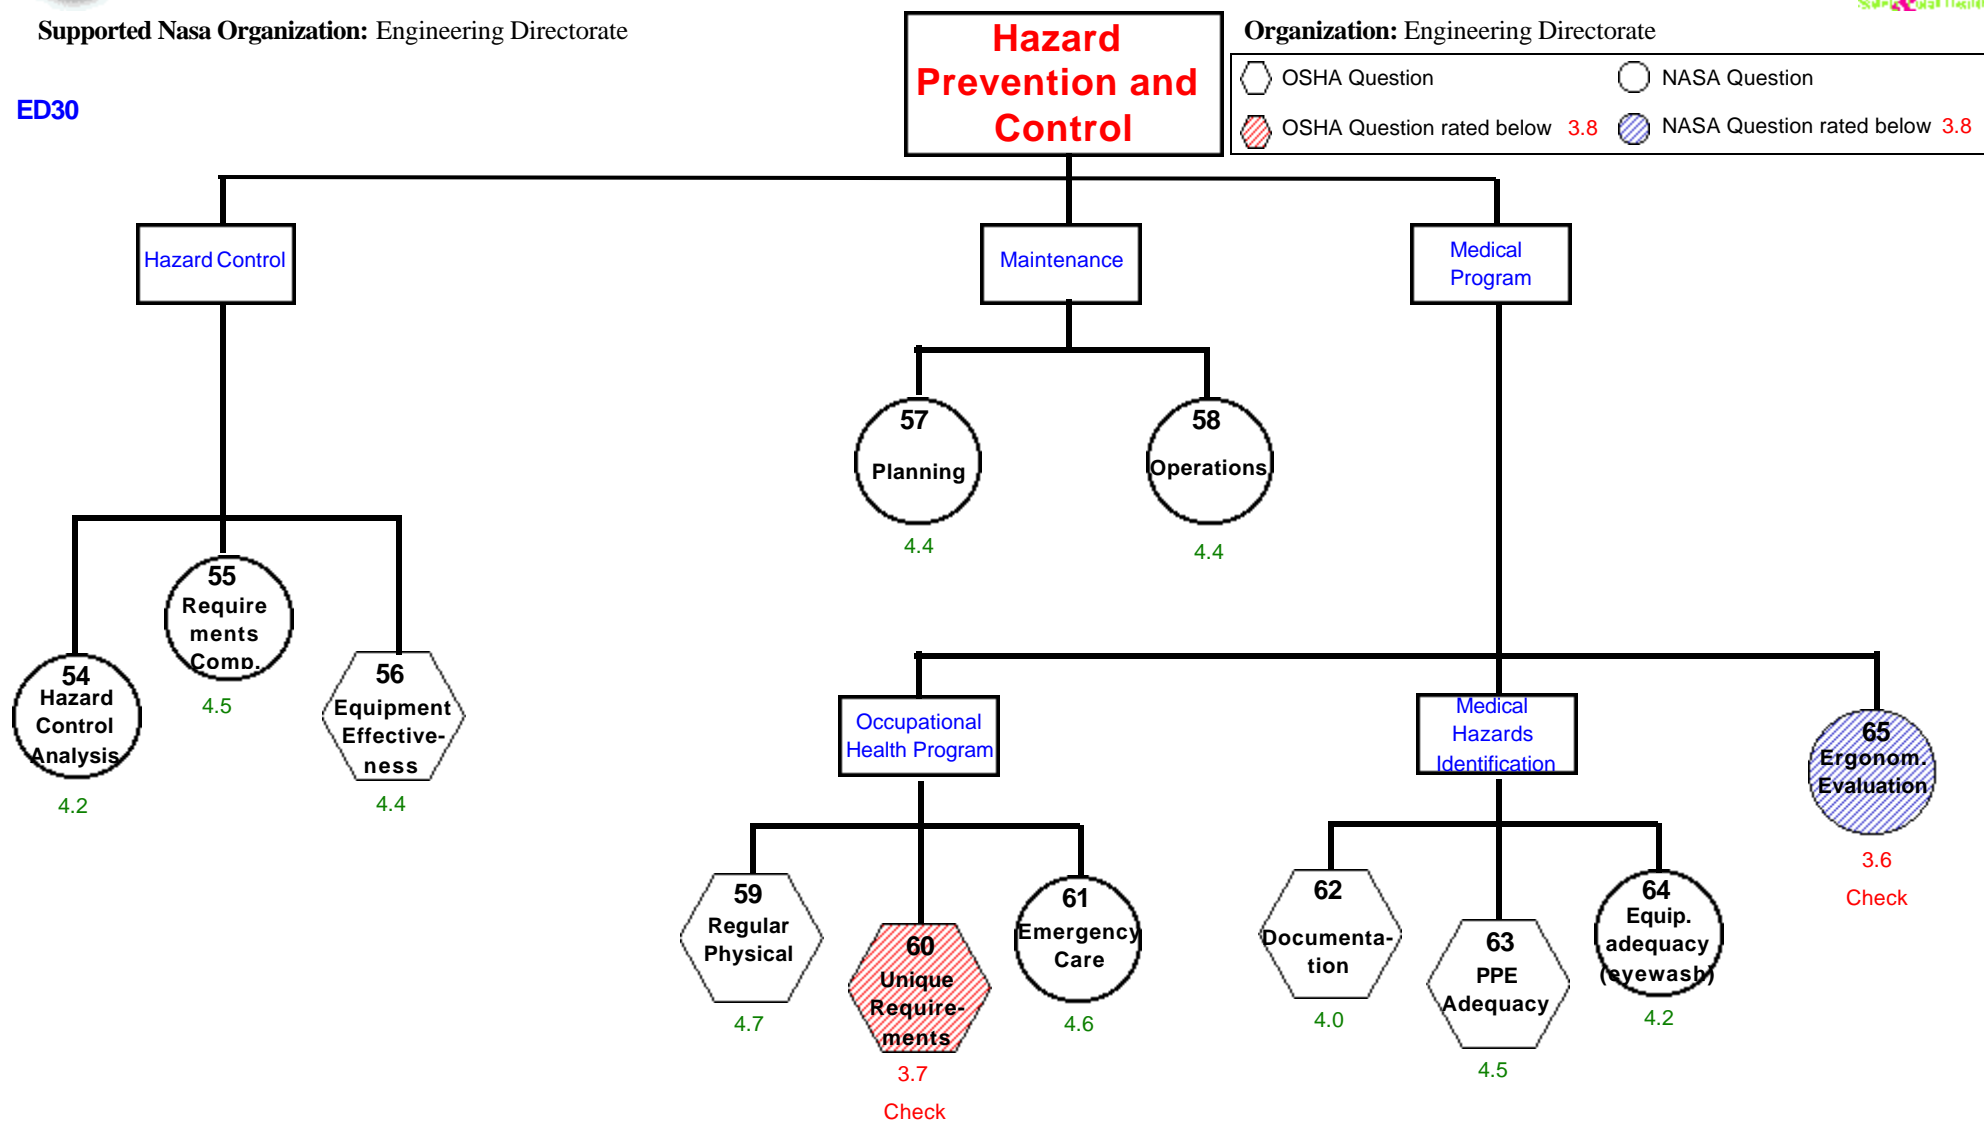 Supported Nasa Organization: Engineering Directorate
Organization: Engineering Directorate
Hazard
Prevention and
Control
ED30
OSHA Question
NASA Question
OSHA Question rated below 3.8
NASA Question rated below 3.8
Hazard Control
Maintenance
Medical
Program
57
Planning
4.4
58
Operations
4.4
54
Hazard
Control
Analysis
4.2
55
Require
ments
Comp.
4.5
56
Equipment
Effective-
ness
4.4
Occupational
Health Program
Medical
Hazards
Identification
65
Ergonom.
Evaluation
3.6
Check
59
Regular
Physical
4.7
60
Unique
Require-
ments
3.7
Check
61
Emergency
Care
4.6
62
Documenta-
tion
4.0
63
PPE
Adequacy
4.5
64
Equip.
adequacy
(eyewash)
4.2